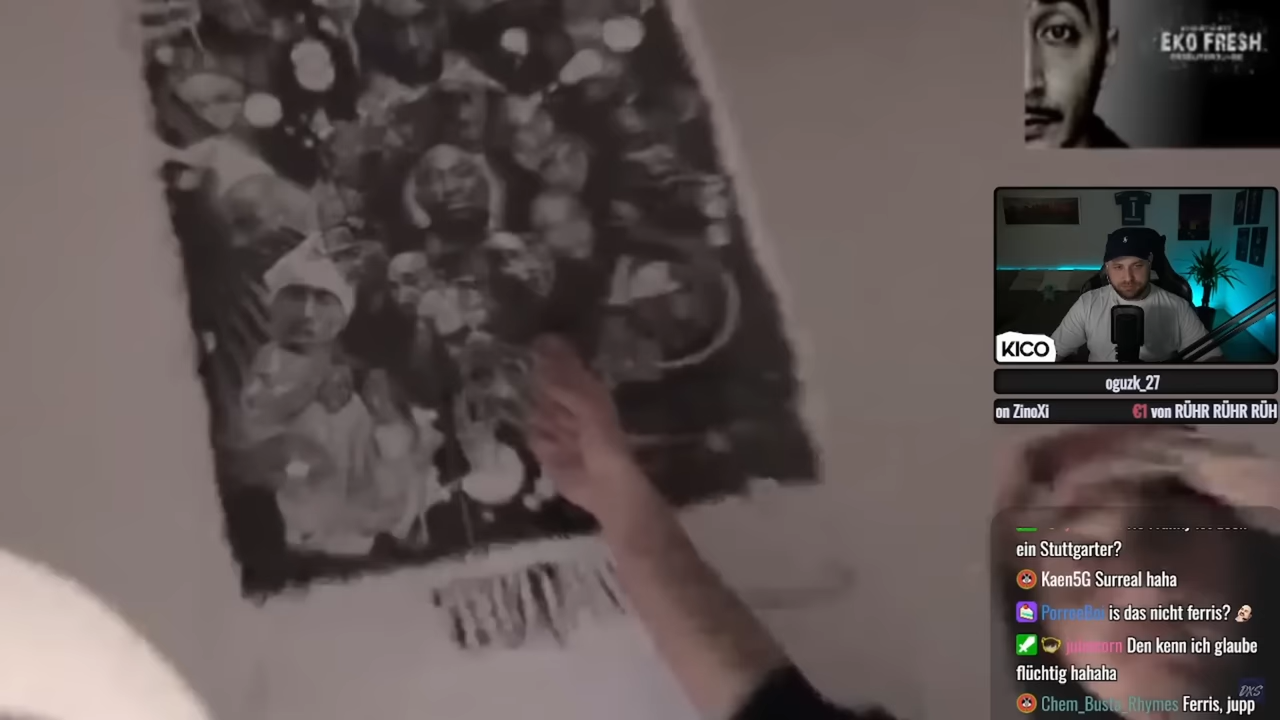 EKO FRESH
KICO
oguzk_27
on ZinoXi €1 von RÜHR RÜHR RÜH
ein Stuttgarter?
Kaen5G Surreal haha
is das nicht ferris?
Den kenn ich glaube
flüchtig hahaha
DXS
Chem_Busta_Rhymes Ferris, jupp